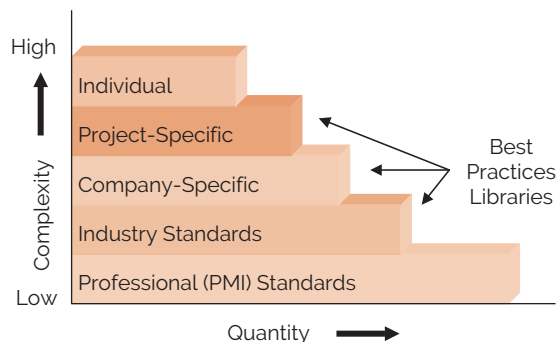 High
Individual
Project-Specific
Best
Practices
Libraries
Company-Specific
Complexity
Industry Standards
Professional (PMI) Standards
Low
Quantity